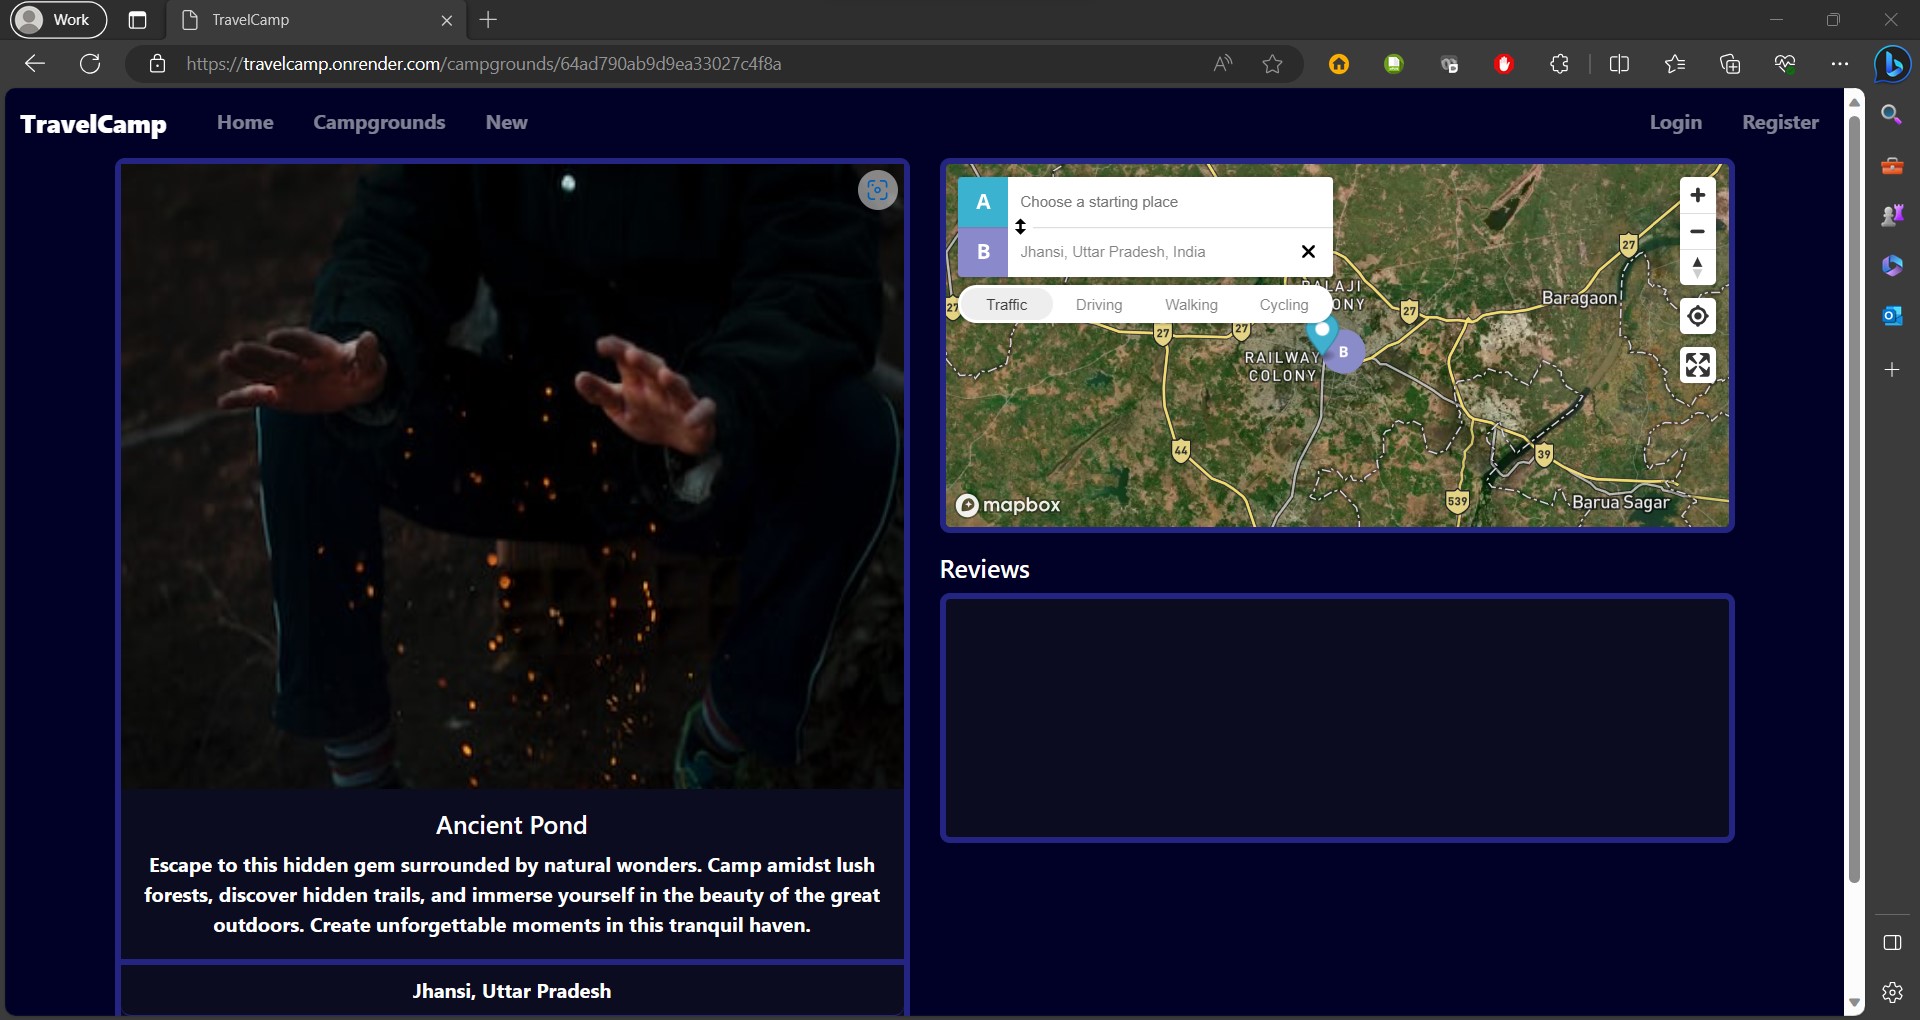 Work
TravelCamp
https://travelcamp.onrender.com/campgrounds/64ad790ab9d9ea33027c4f8a
TravelCamp
Home
Campgrounds
New
Login
Register
A
Choose a starting place
B
Jhansi, Uttar Pradesh, India
Traffic
Driving
Walking
Cycling
BALAJI
COLONY
Baragaon
27
27
27
27
27
B
RAILWAY
COLONY
44
39
539
Barua Sagar
mapbox
Reviews
Ancient Pond
Escape to this hidden gem surrounded by natural wonders. Camp amidst lush
forests, discover hidden trails, and immerse yourself in the beauty of the great
outdoors. Create unforgettable moments in this tranquil haven.
Jhansi, Uttar Pradesh